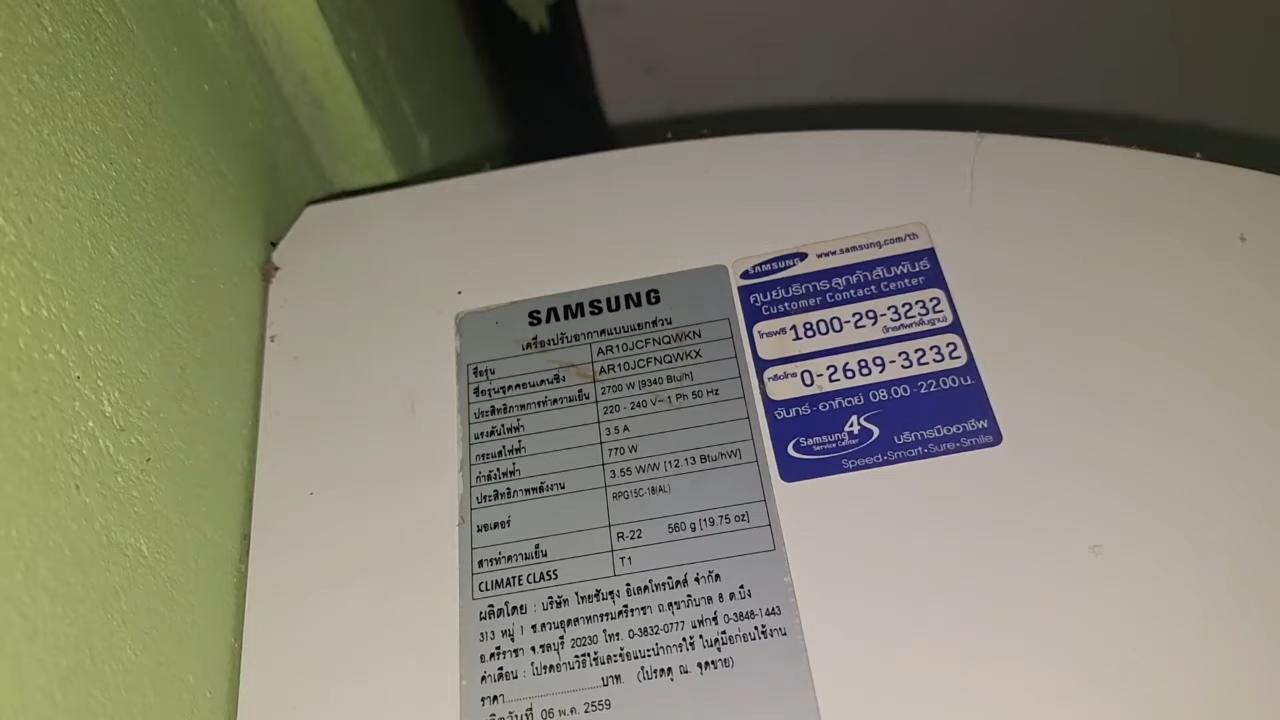 SAMSUNG
เครื่องปรับอากาศแบบแยกส่วน
ชื่อรุ่น AR10JCFNQWKN
ชื่อรุ่นชุดคอนเดนซิ่ง AR10JCFNQWKX
ประสิทธิภาพการทำความเย็น 2700 W [9340 Btu/h]
แรงดันไฟฟ้า 220 - 240 V~ 1 Ph 50 Hz
กระแสไฟฟ้า 3.5 A
กำลังไฟฟ้า 770 W
ประสิทธิภาพพลังงาน 3.55 W/W [12.13 Btu/hW]
มอเตอร์ RPG15C-18(AL)
สารทำความเย็น R-22 560 g [19.75 oz]
CLIMATE CLASS T1
ผลิตโดย : บริษัท ไทยซัมซุง อิเลคโทรนิคส์ จำกัด
313 หมู่ 1 ซ.สวนอุตสาหกรรมศรีราชา ถ.สุขาภิบาล 8 ต.บึง
อ.ศรีราชา จ.ชลบุรี 20230 โทร. 0-3832-0777 แฟกซ์ 0-3848-1443
คำเตือน : โปรดอ่านวิธีใช้และข้อแนะนำการใช้ ในคู่มือก่อนใช้งาน
ราคา..........................บาท. (โปรดดู ณ. จุดขาย)
ผลิตวันที่ 06 พ.ค. 2559
SAMSUNG www.samsung.com/th
ศูนย์บริการลูกค้าสัมพันธ์
Customer Contact Center
โทรฟรี 1800-29-3232
(โทรศัพท์พื้นฐาน)
หรือโทร 0-2689-3232
จันทร์-อาทิตย์ 08.00-22.00 น.
Samsung 4S
Service Center
บริการมืออาชีพ
Speed•Smart•Sure•Smile